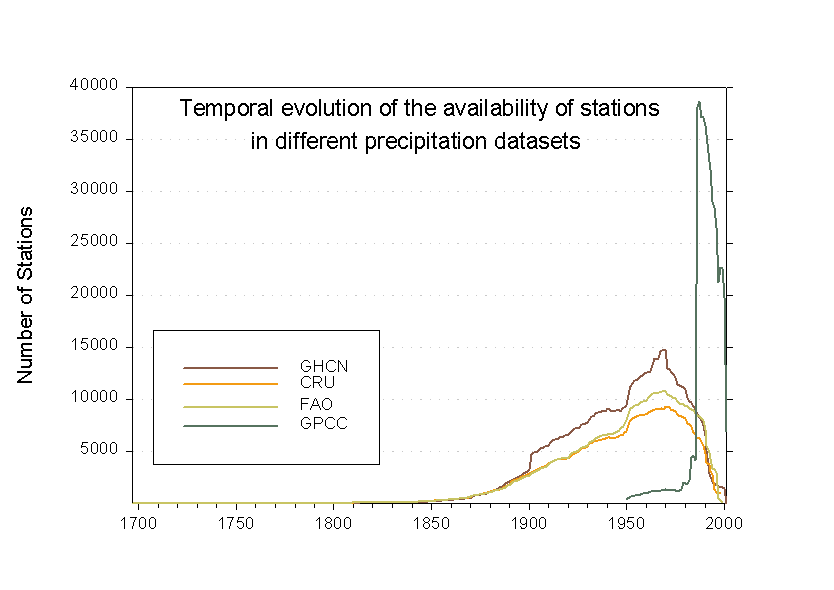 Temporal evolution of the availability of stations
in different precipitation datasets
Number of Stations
40000
35000
30000
25000
20000
15000
10000
5000
GHCN
CRU
FAO
GPCC
1700 1750 1800 1850 1900 1950 2000